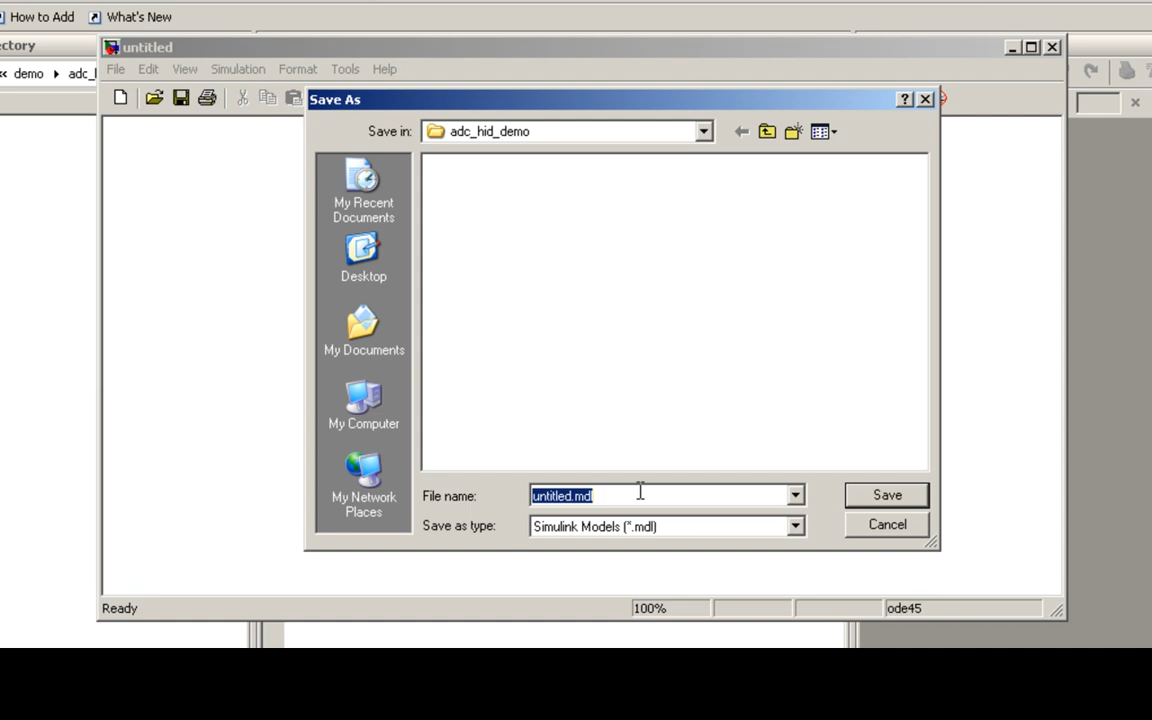 How to Add What's New
ectory
untitled
« demo ▸ adc_h
File Edit View Simulation Format Tools Help
Save As
Save in: adc_hid_demo
My Recent
Documents
Desktop
My Documents
My Computer
My Network
Places
File name: untitled.mdl Save
Save as type: Simulink Models (*.mdl) Cancel
Ready 100% ode45